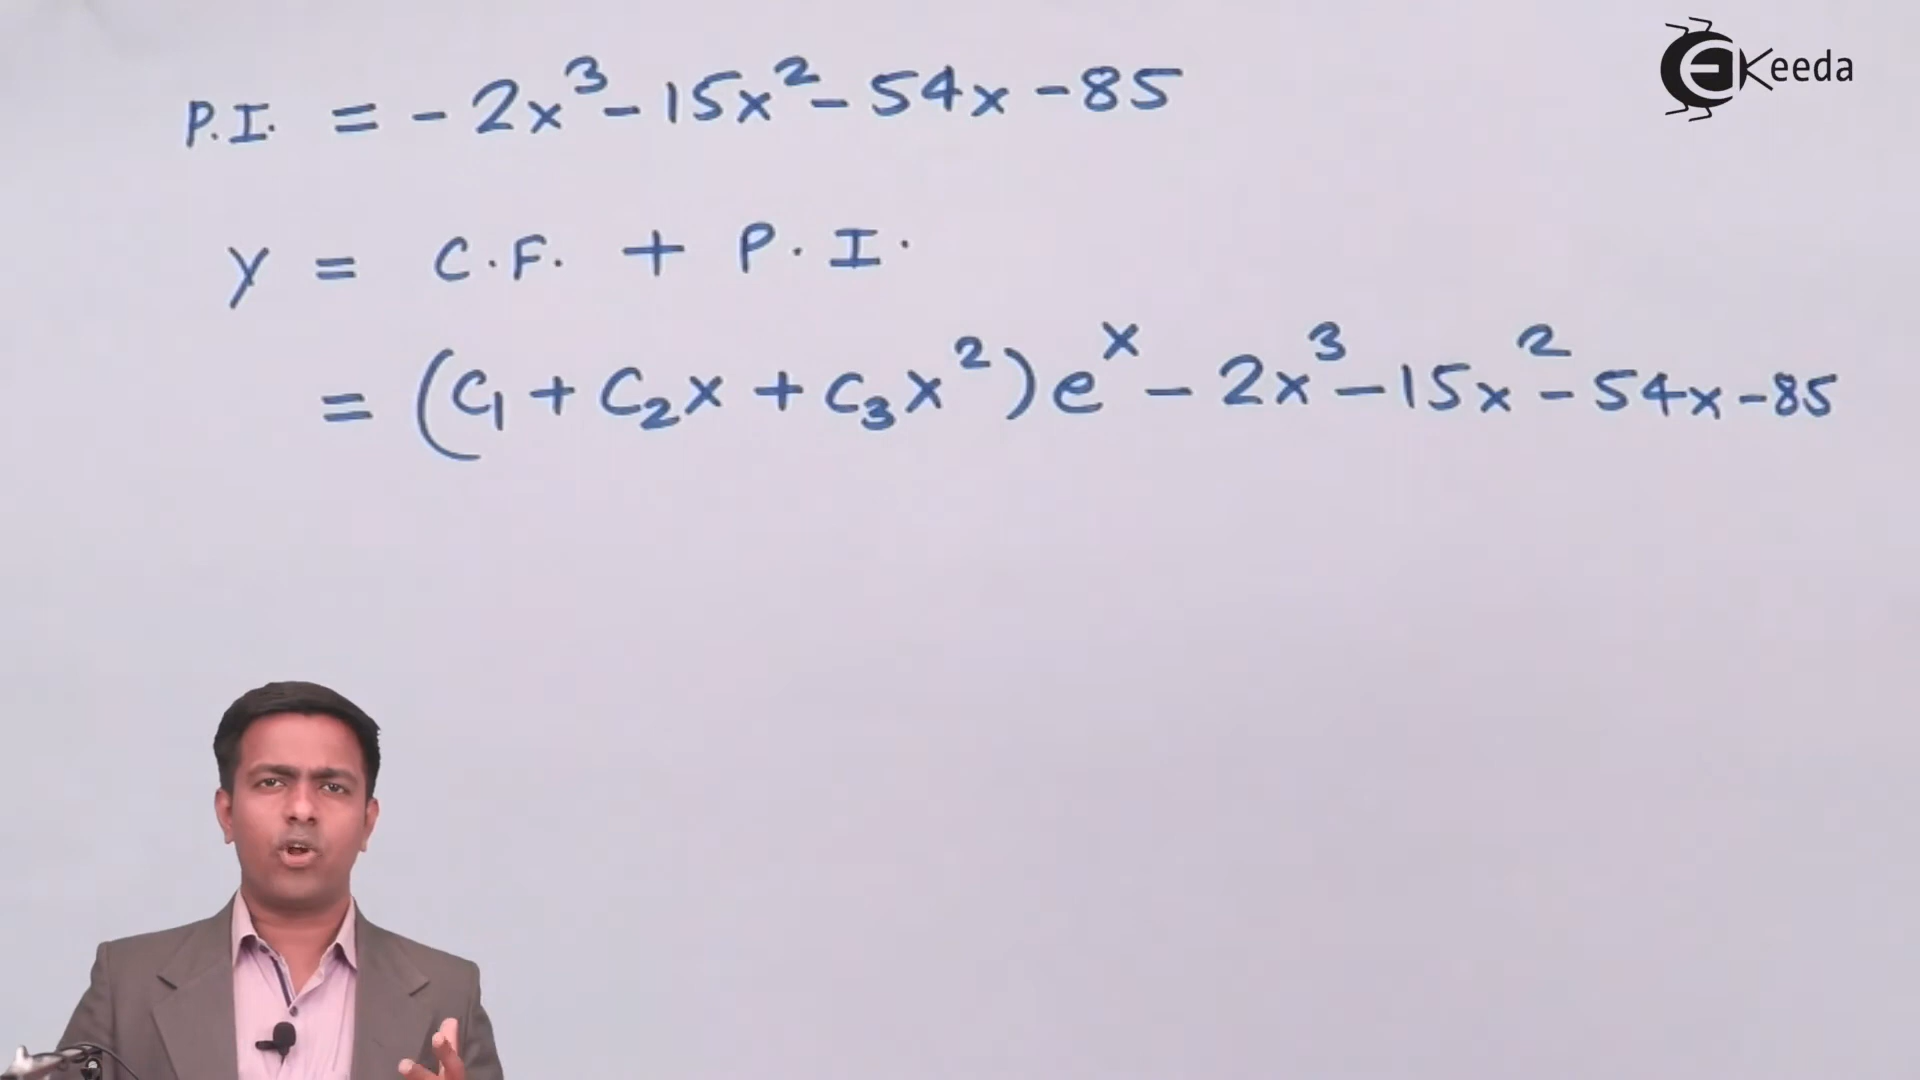 EKeeda
P.I. = - 2x³ - 15x² - 54x - 85
y = C.F. + P.I.
= (C₁ + C₂x + C₃x²)eˣ - 2x³ - 15x² - 54x - 85